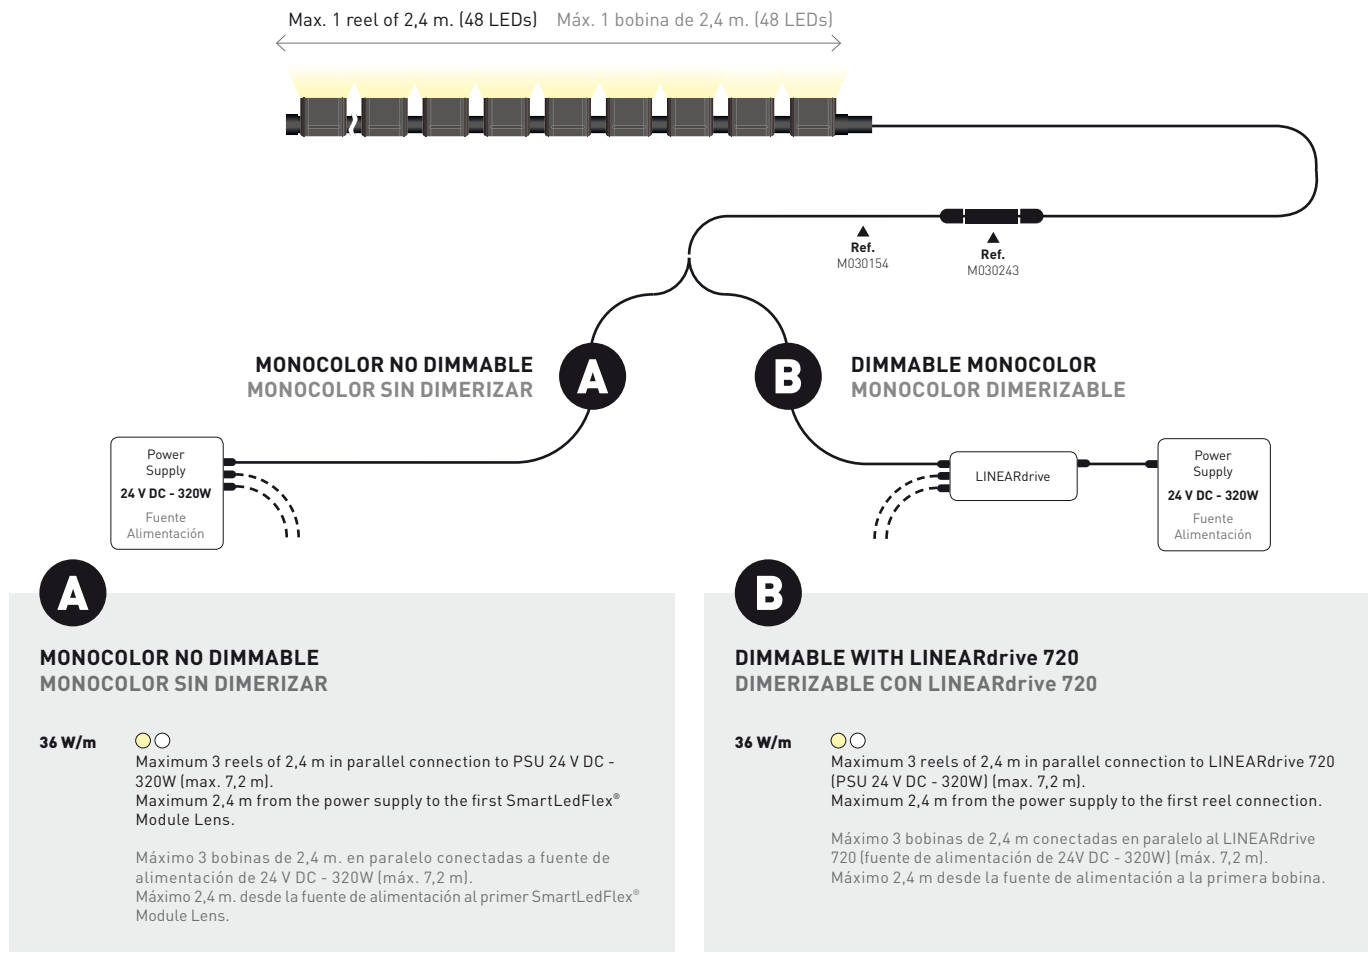 Max. 1 reel of 2,4 m. (48 LEDs) Máx. 1 bobina de 2,4 m. (48 LEDs)
Ref.
M030154
Ref.
M030243
MONOCOLOR NO DIMMABLE
MONOCOLOR SIN DIMERIZAR
A
B
DIMMABLE MONOCOLOR
MONOCOLOR DIMERIZABLE
Power
Supply
24 V DC - 320W
Fuente
Alimentación
LINEARdrive
Power
Supply
24 V DC - 320W
Fuente
Alimentación
A
MONOCOLOR NO DIMMABLE
MONOCOLOR SIN DIMERIZAR
36 W/m
Maximum 3 reels of 2,4 m in parallel connection to PSU 24 V DC -
320W (max. 7,2 m).
Maximum 2,4 m from the power supply to the first SmartLedFlex®
Module Lens.
Máximo 3 bobinas de 2,4 m. en paralelo conectadas a fuente de
alimentación de 24 V DC - 320W (máx. 7,2 m).
Máximo 2,4 m. desde la fuente de alimentación al primer SmartLedFlex®
Module Lens.
B
DIMMABLE WITH LINEARdrive 720
DIMERIZABLE CON LINEARdrive 720
36 W/m
Maximum 3 reels of 2,4 m in parallel connection to LINEARdrive 720
(PSU 24 V DC - 320W) (max. 7,2 m).
Maximum 2,4 m from the power supply to the first reel connection.
Máximo 3 bobinas de 2,4 m conectadas en paralelo al LINEARdrive
720 (fuente de alimentación de 24V DC - 320W) (máx. 7,2 m).
Máximo 2,4 m desde la fuente de alimentación a la primera bobina.